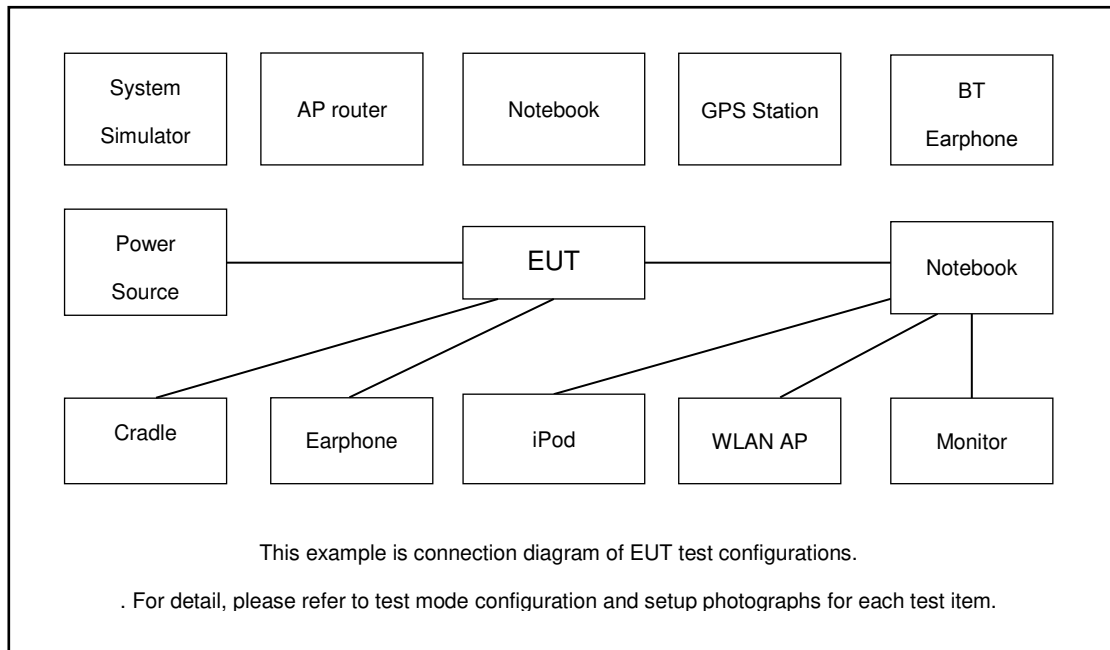 System
Simulator
AP router
Notebook
GPS Station
BT
Earphone
Power
Source
EUT
Notebook
Cradle
Earphone
iPod
WLAN AP
Monitor
This example is connection diagram of EUT test configurations.
. For detail, please refer to test mode configuration and setup photographs for each test item.